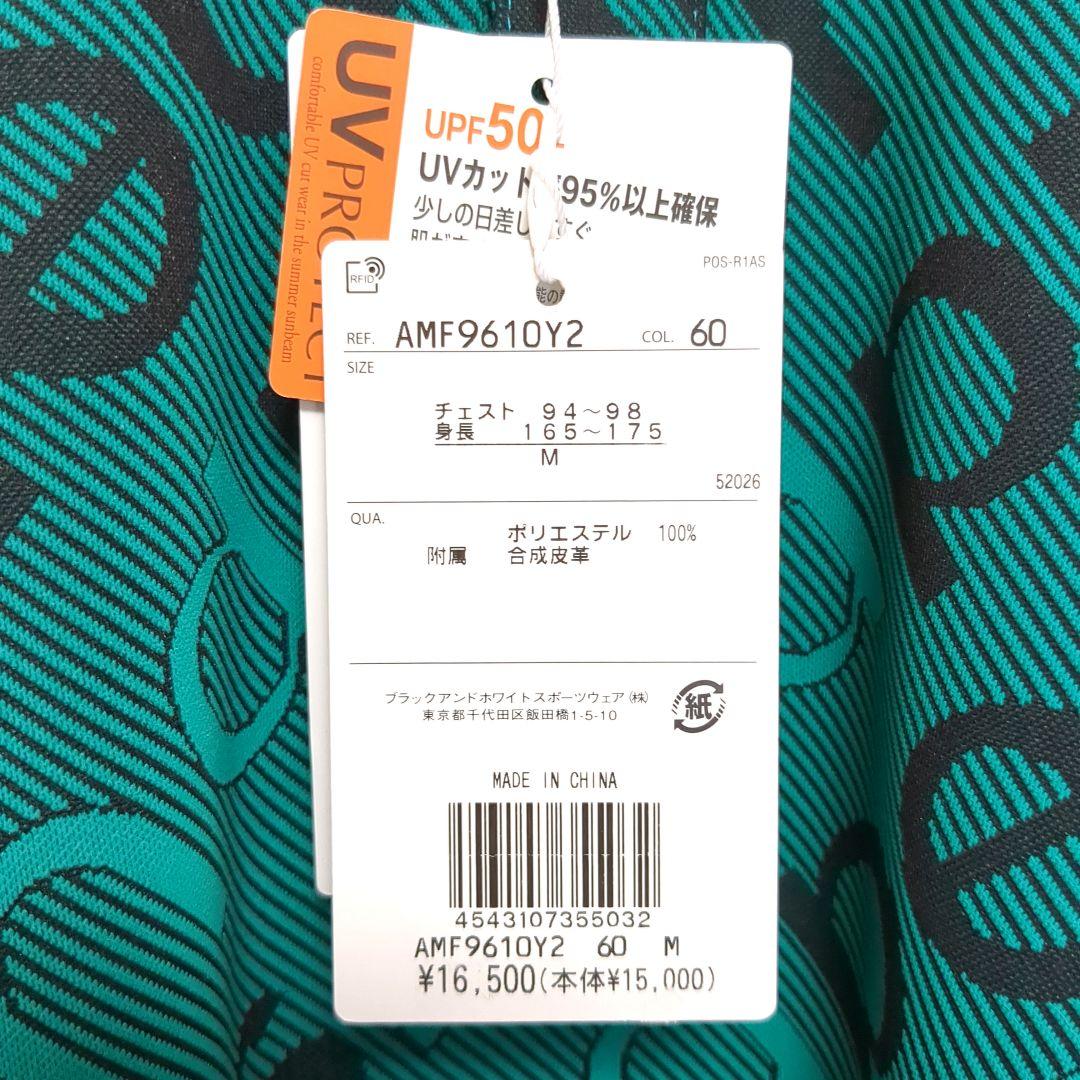 UV PROTECT
comfortable UV cut wear in the summer sunbeam
UPF50+
UVカット 95%以上確保
少しの日差し すぐ
POS-R1AS
RFID
REF. AMF9610Y2 COL. 60
SIZE
チェスト 94～98
身長 165～175
M
52026
QUA.
ポリエステル 100%
附属 合成皮革
ブラックアンドホワイトスポーツウェア(株)
東京都千代田区飯田橋1-5-10
紙
MADE IN CHINA
4543107355032
AMF9610Y2 60 M
¥16,500(本体¥15,000)